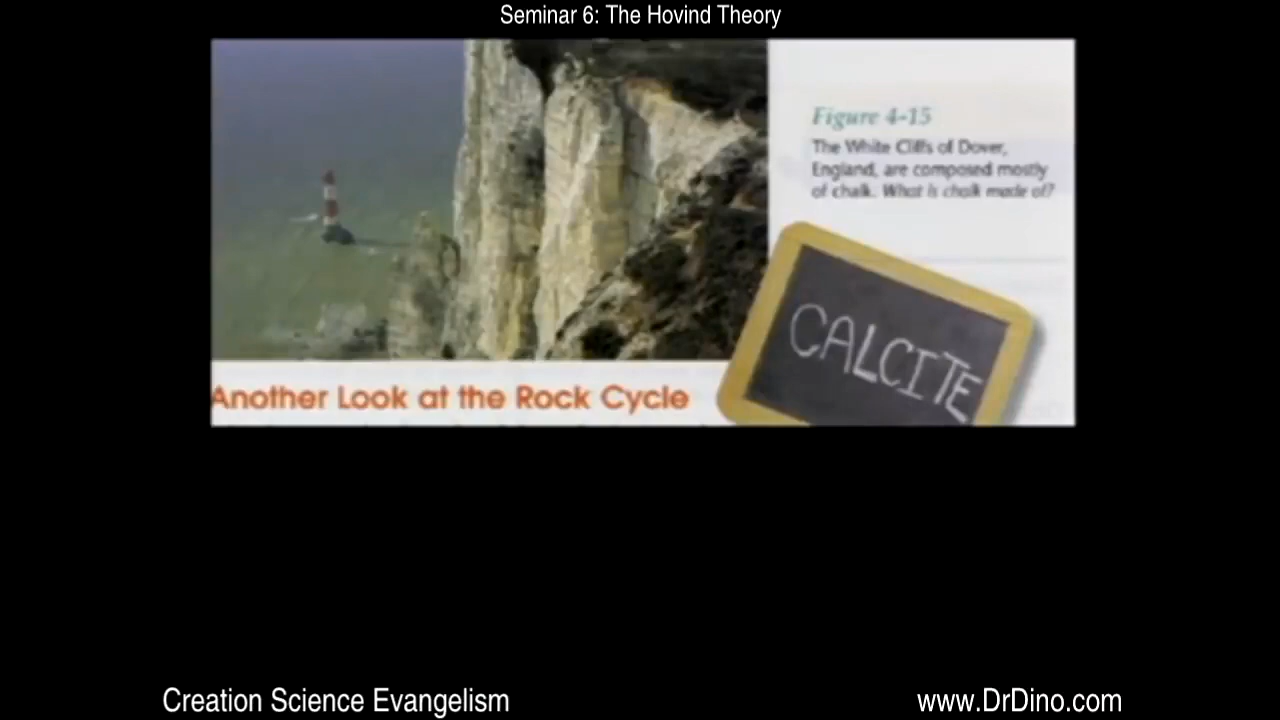 Seminar 6: The Hovind Theory
Figure 4-15
The White Cliffs of Dover,
England, are composed mostly
of chalk. What is chalk made of?
CALCITE
Another Look at the Rock Cycle
Creation Science Evangelism
www.DrDino.com